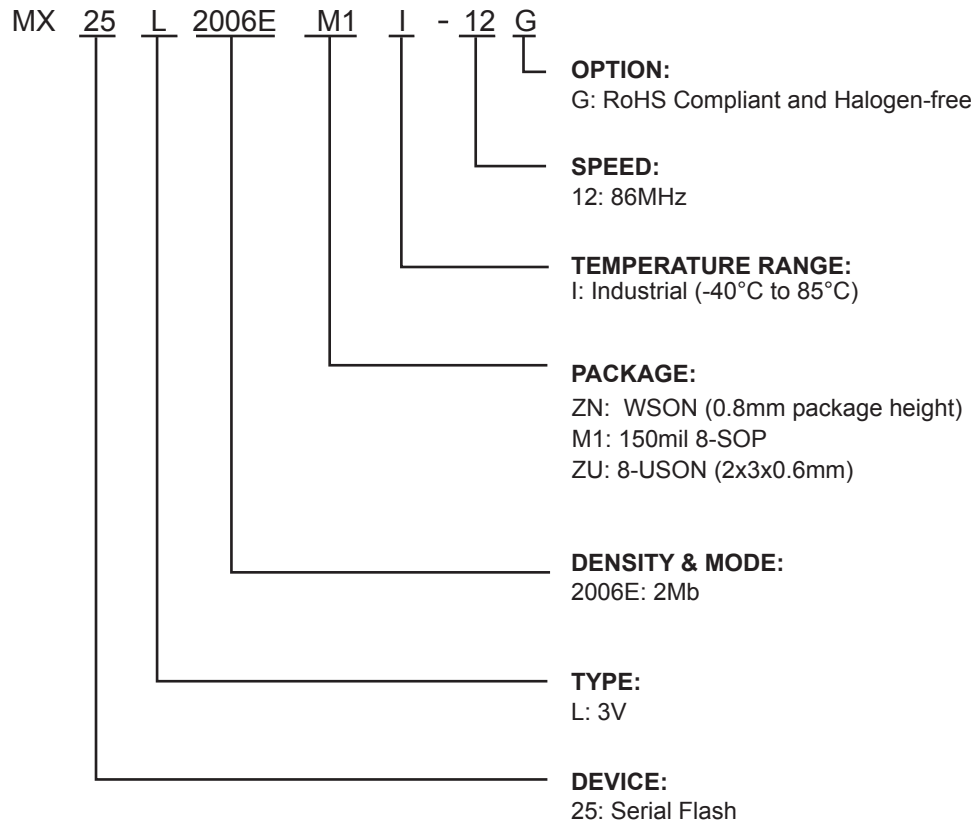 MX 25 L 2006E M1 I - 12 G
OPTION:
G: RoHS Compliant and Halogen-free
SPEED:
12: 86MHz
TEMPERATURE RANGE:
I: Industrial (-40°C to 85°C)
PACKAGE:
ZN: WSON (0.8mm package height)
M1: 150mil 8-SOP
ZU: 8-USON (2x3x0.6mm)
DENSITY & MODE:
2006E: 2Mb
TYPE:
L: 3V
DEVICE:
25: Serial Flash